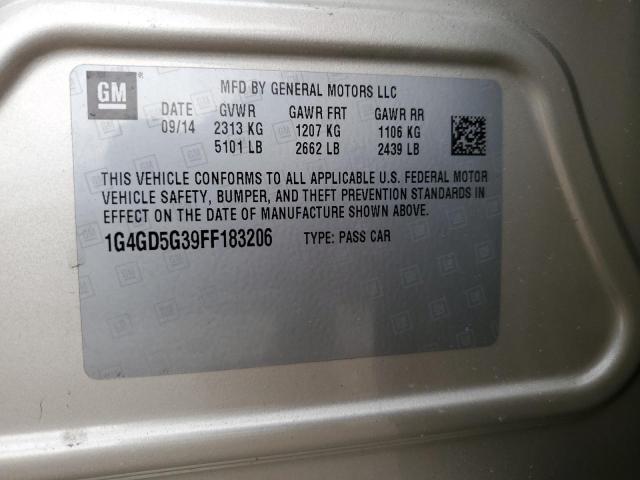 GM
MFD BY GENERAL MOTORS LLC
DATE GVWR GAWR FRT GAWR RR
09/14 2313 KG 1207 KG 1106 KG
5101 LB 2662 LB 2439 LB
THIS VEHICLE CONFORMS TO ALL APPLICABLE U.S. FEDERAL MOTOR
VEHICLE SAFETY, BUMPER, AND THEFT PREVENTION STANDARDS IN
EFFECT ON THE DATE OF MANUFACTURE SHOWN ABOVE.
1G4GD5G39FF183206 TYPE: PASS CAR